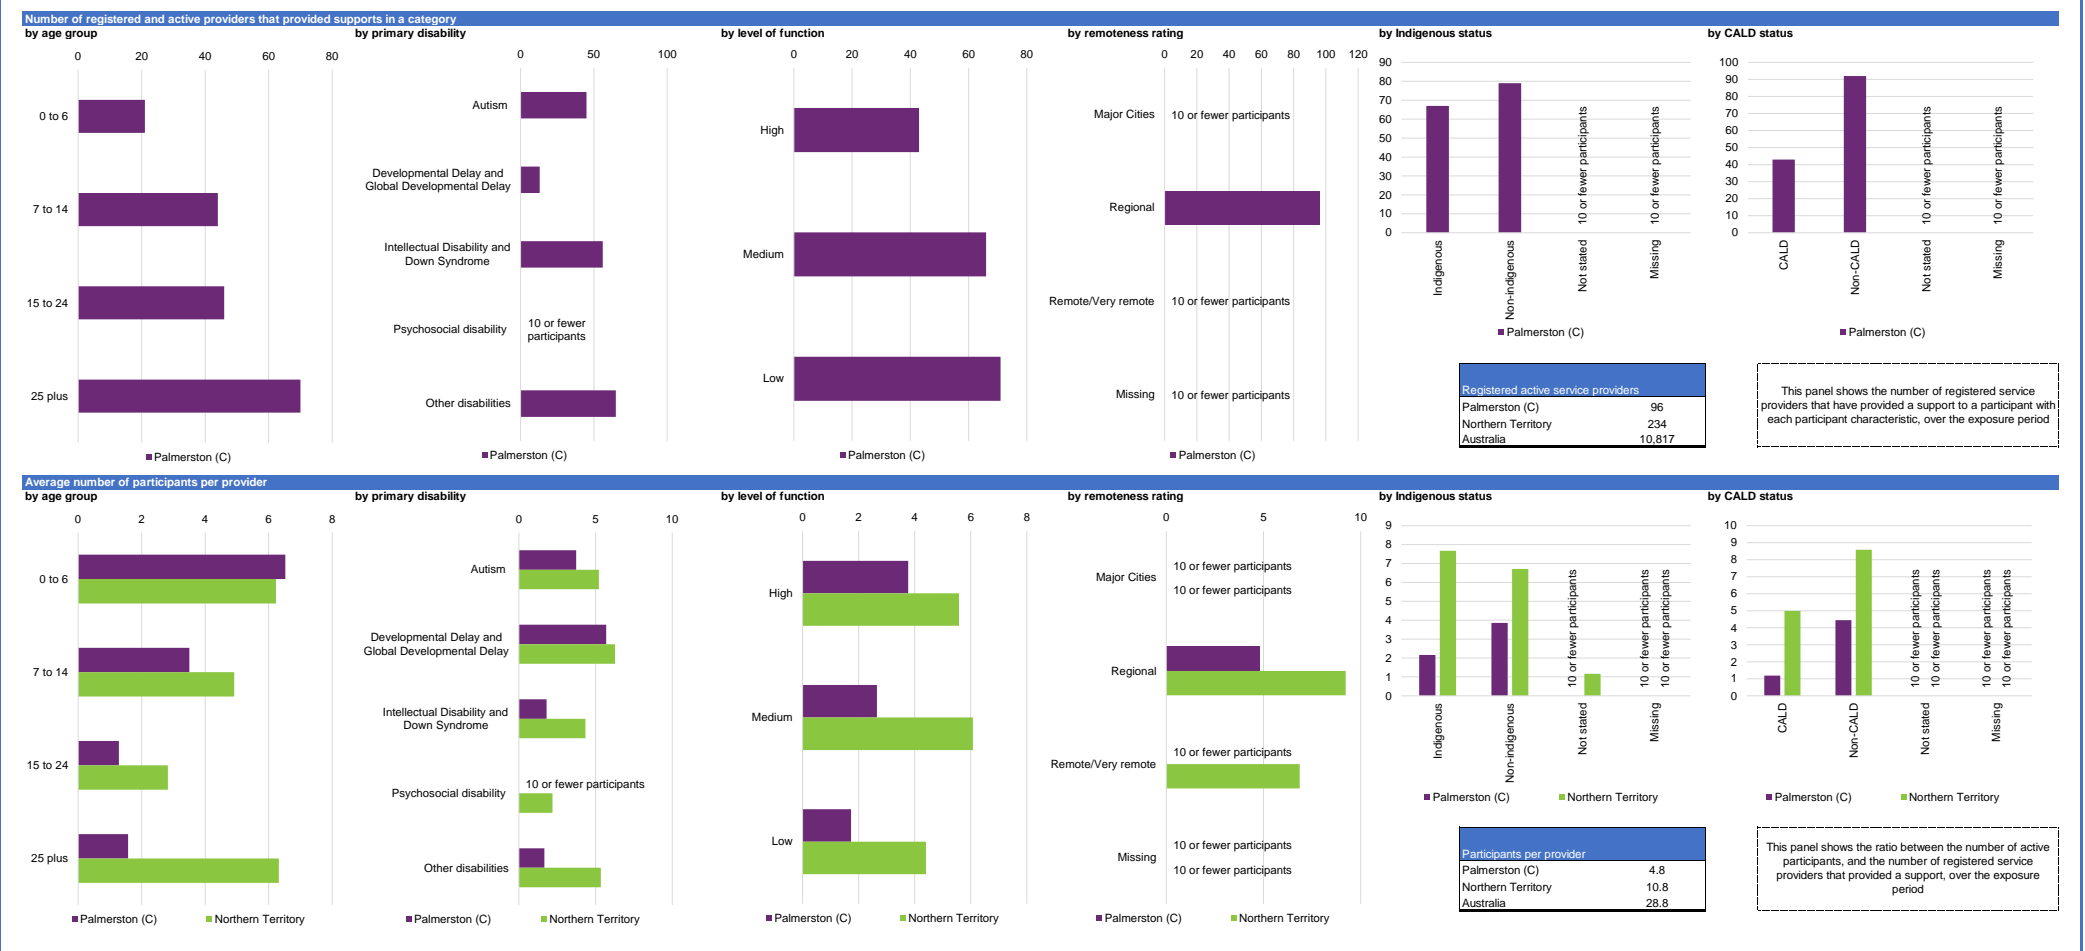 Number of registered and active providers that provided supports in a category
by age group
0 20 40 60 80
0 to 6
7 to 14
15 to 24
25 plus
Palmerston (C)
by primary disability
0 50 100
Autism
Developmental Delay and
Global Developmental Delay
Intellectual Disability and
Down Syndrome
Psychosocial disability
10 or fewer
participants
Other disabilities
Palmerston (C)
by level of function
0 20 40 60 80
High
Medium
Low
Palmerston (C)
by remoteness rating
0 20 40 60 80 100 120
Major Cities 10 or fewer participants
Regional
Remote/Very remote 10 or fewer participants
Missing 10 or fewer participants
Palmerston (C)
by Indigenous status
90
80
70
60
50
40
30
20
10
0
10 or fewer participants
10 or fewer participants
Indigenous
Non-indigenous
Not stated
Missing
Palmerston (C)
by CALD status
100
90
80
70
60
50
40
30
20
10
0
10 or fewer participants
10 or fewer participants
CALD
Non-CALD
Not stated
Missing
Palmerston (C)
Registered active service providers
Palmerston (C) 96
Northern Territory 234
Australia 10,817
This panel shows the number of registered service
providers that have provided a support to a participant with
each participant characteristic, over the exposure period
Average number of participants per provider
by age group
0 2 4 6 8
0 to 6
7 to 14
15 to 24
25 plus
Palmerston (C) Northern Territory
by primary disability
0 5 10
Autism
Developmental Delay and
Global Developmental Delay
Intellectual Disability and
Down Syndrome
10 or fewer participants
Psychosocial disability
Other disabilities
Palmerston (C) Northern Territory
by level of function
0 2 4 6 8
High
Medium
Low
Palmerston (C) Northern Territory
by remoteness rating
0 5 10
10 or fewer participants
Major Cities
10 or fewer participants
Regional
10 or fewer participants
Remote/Very remote
10 or fewer participants
Missing
10 or fewer participants
Palmerston (C) Northern Territory
by Indigenous status
9
8
7
6
5
4
3
2
1
0
10 or fewer participants
10 or fewer participants
10 or fewer participants
Indigenous
Non-indigenous
Not stated
Missing
Palmerston (C) Northern Territory
by CALD status
10
9
8
7
6
5
4
3
2
1
0
10 or fewer participants
10 or fewer participants
10 or fewer participants
10 or fewer participants
CALD
Non-CALD
Not stated
Missing
Palmerston (C) Northern Territory
Participants per provider
Palmerston (C) 4.8
Northern Territory 10.8
Australia 28.8
This panel shows the ratio between the number of active
participants, and the number of registered service
providers that provided a support, over the exposure
period